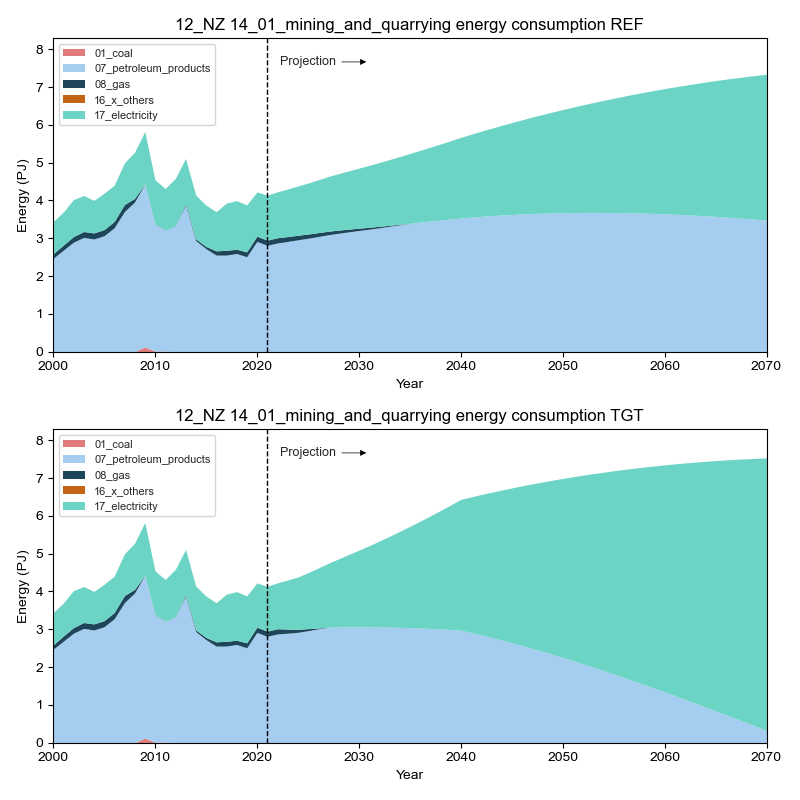 12_NZ 14_01_mining_and_quarrying energy consumption REF
8
7
6
5
4
3
2
1
0
Energy (PJ)
01_coal
07_petroleum_products
08_gas
16_x_others
17_electricity
Projection
2000 2010 2020 2030 2040 2050 2060 2070
Year
12_NZ 14_01_mining_and_quarrying energy consumption TGT
8
7
6
5
4
3
2
1
0
Energy (PJ)
01_coal
07_petroleum_products
08_gas
16_x_others
17_electricity
Projection
2000 2010 2020 2030 2040 2050 2060 2070
Year